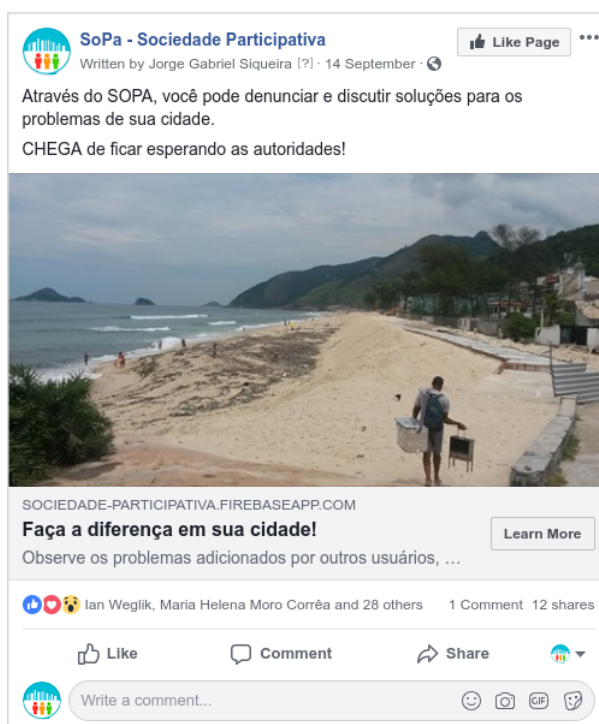 SoPa - Sociedade Participativa
Like Page
Written by Jorge Gabriel Siqueira [?] · 14 September ·
Através do SOPA, você pode denunciar e discutir soluções para os
problemas de sua cidade.
CHEGA de ficar esperando as autoridades!
SOCIEDADE-PARTICIPATIVA.FIREBASEAPP.COM
Faça a diferença em sua cidade!
Learn More
Observe os problemas adicionados por outros usuários, ...
Ian Weglik, Maria Helena Moro Corrêa and 28 others 1 Comment 12 shares
Like Comment Share
Write a comment...
GIF